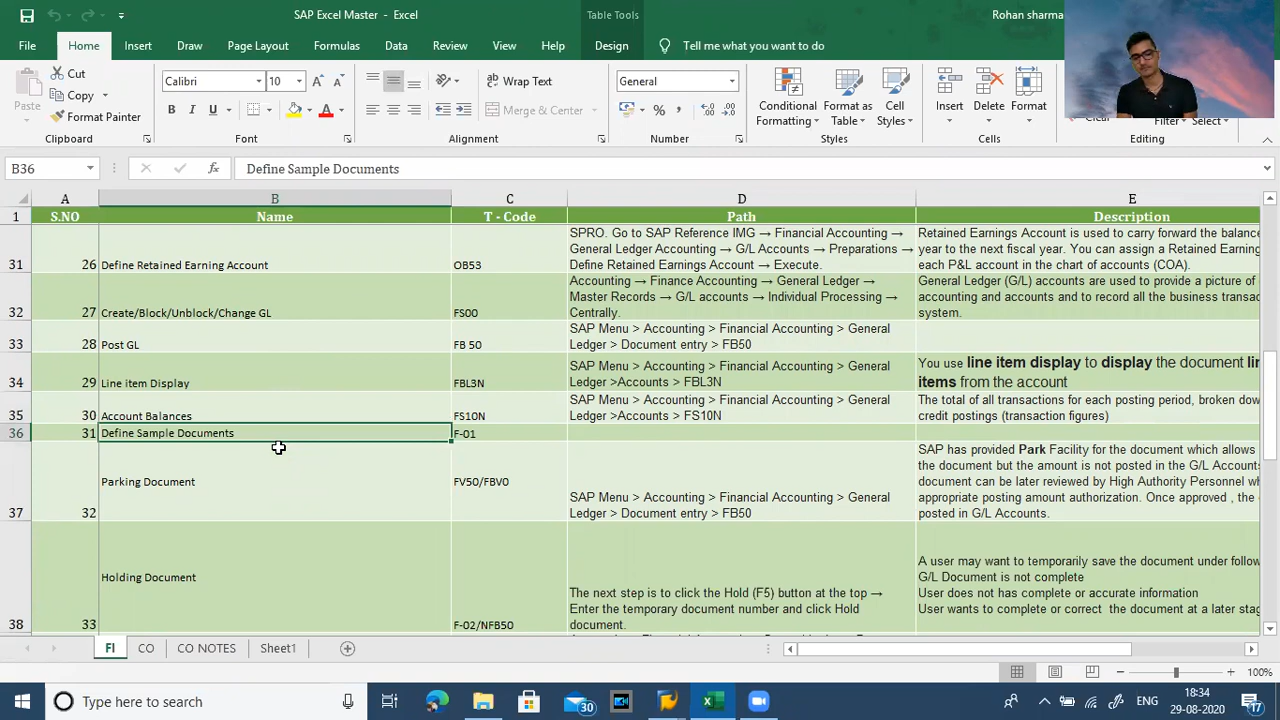 SAP Excel Master - Excel
Table Tools
Rohan sharma
File
Home
Insert
Draw
Page Layout
Formulas
Data
Review
View
Help
Design
Tell me what you want to do
Paste
Cut
Copy
Format Painter
Clipboard
Calibri
10
B I U
Font
Wrap Text
Merge & Center
Alignment
General
Number
Conditional
Formatting
Format as
Table
Cell
Styles
Styles
Insert
Delete
Format
Cells
Clear
Filter
Select
Editing
B36
fx
Define Sample Documents
A B C D E
1 S.NO Name T - Code Path Description
31 26 Define Retained Earning Account OB53
SPRO. Go to SAP Reference IMG → Financial Accounting →
General Ledger Accounting → G/L Accounts → Preparations →
Define Retained Earnings Account → Execute.
Retained Earnings Account is used to carry forward the balance
year to the next fiscal year. You can assign a Retained Earning
each P&L account in the chart of accounts (COA).
32 27 Create/Block/Unblock/Change GL FS00
Accounting → Finance Accounting → General Ledger →
Master Records → G/L accounts → Individual Processing →
Centrally.
General Ledger (G/L) accounts are used to provide a picture of
accounting and accounts and to record all the business transac
system.
33 28 Post GL FB 50
SAP Menu > Accounting > Financial Accounting > General
Ledger > Document entry > FB50
34 29 Line item Display FBL3N
SAP Menu > Accounting > Financial Accounting > General
Ledger >Accounts > FBL3N
You use line item display to display the document lin
items from the account
35 30 Account Balances FS10N
SAP Menu > Accounting > Financial Accounting > General
Ledger >Accounts > FS10N
The total of all transactions for each posting period, broken dow
credit postings (transaction figures)
36 31 Define Sample Documents F-01
37 32 Parking Document FV50/FBV0
SAP Menu > Accounting > Financial Accounting > General
Ledger > Document entry > FB50
SAP has provided Park Facility for the document which allows
the document but the amount is not posted in the G/L Accounts
document can be later reviewed by High Authority Personnel wh
appropriate posting amount authorization. Once approved , the d
posted in G/L Accounts.
38 33 Holding Document F-02/NFB50
The next step is to click the Hold (F5) button at the top →
Enter the temporary document number and click Hold
document.
A user may want to temporarily save the document under follow
G/L Document is not complete
User does not has complete or accurate information
User wants to complete or correct the document at a later stag
FI
CO
CO NOTES
Sheet1
100%
Type here to search
30
ENG
18:34
29-08-2020
17